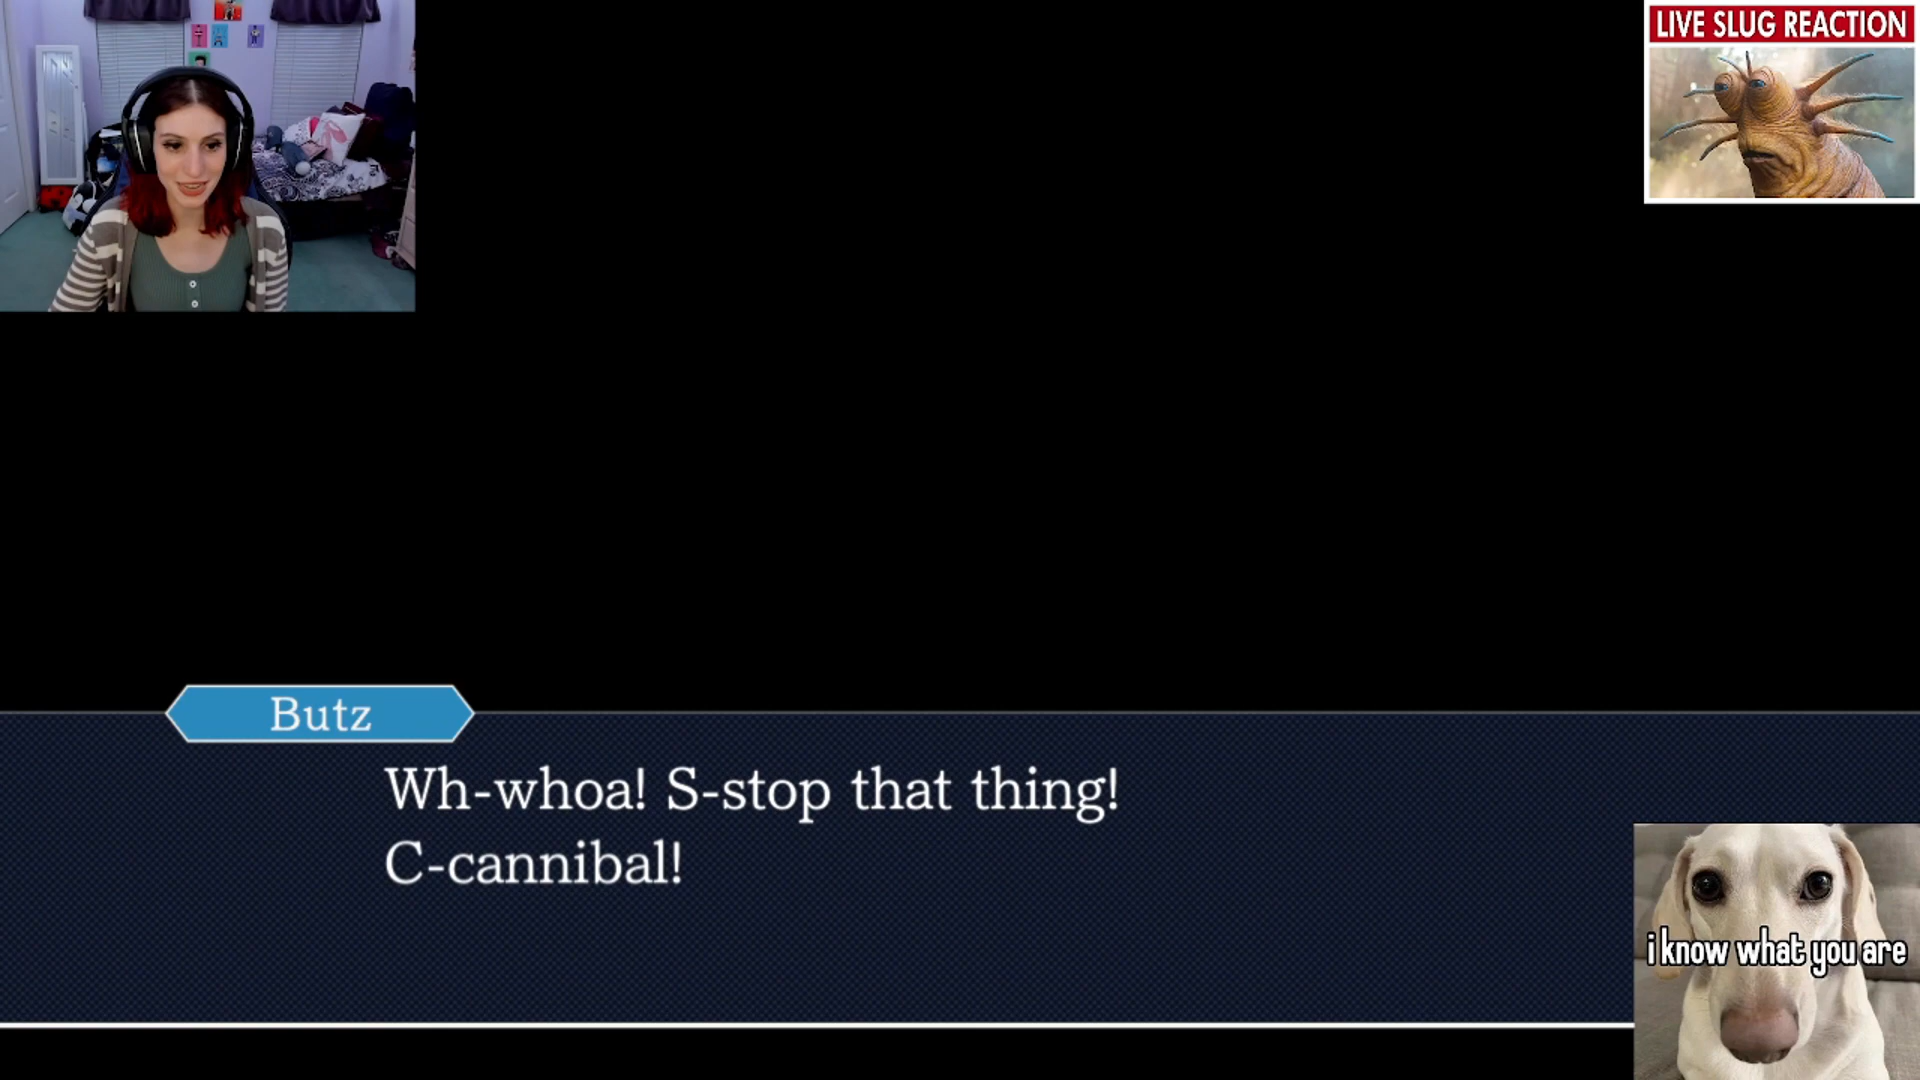 LIVE SLUG REACTION
Butz
Wh-whoa! S-stop that thing!
C-cannibal!
i know what you are